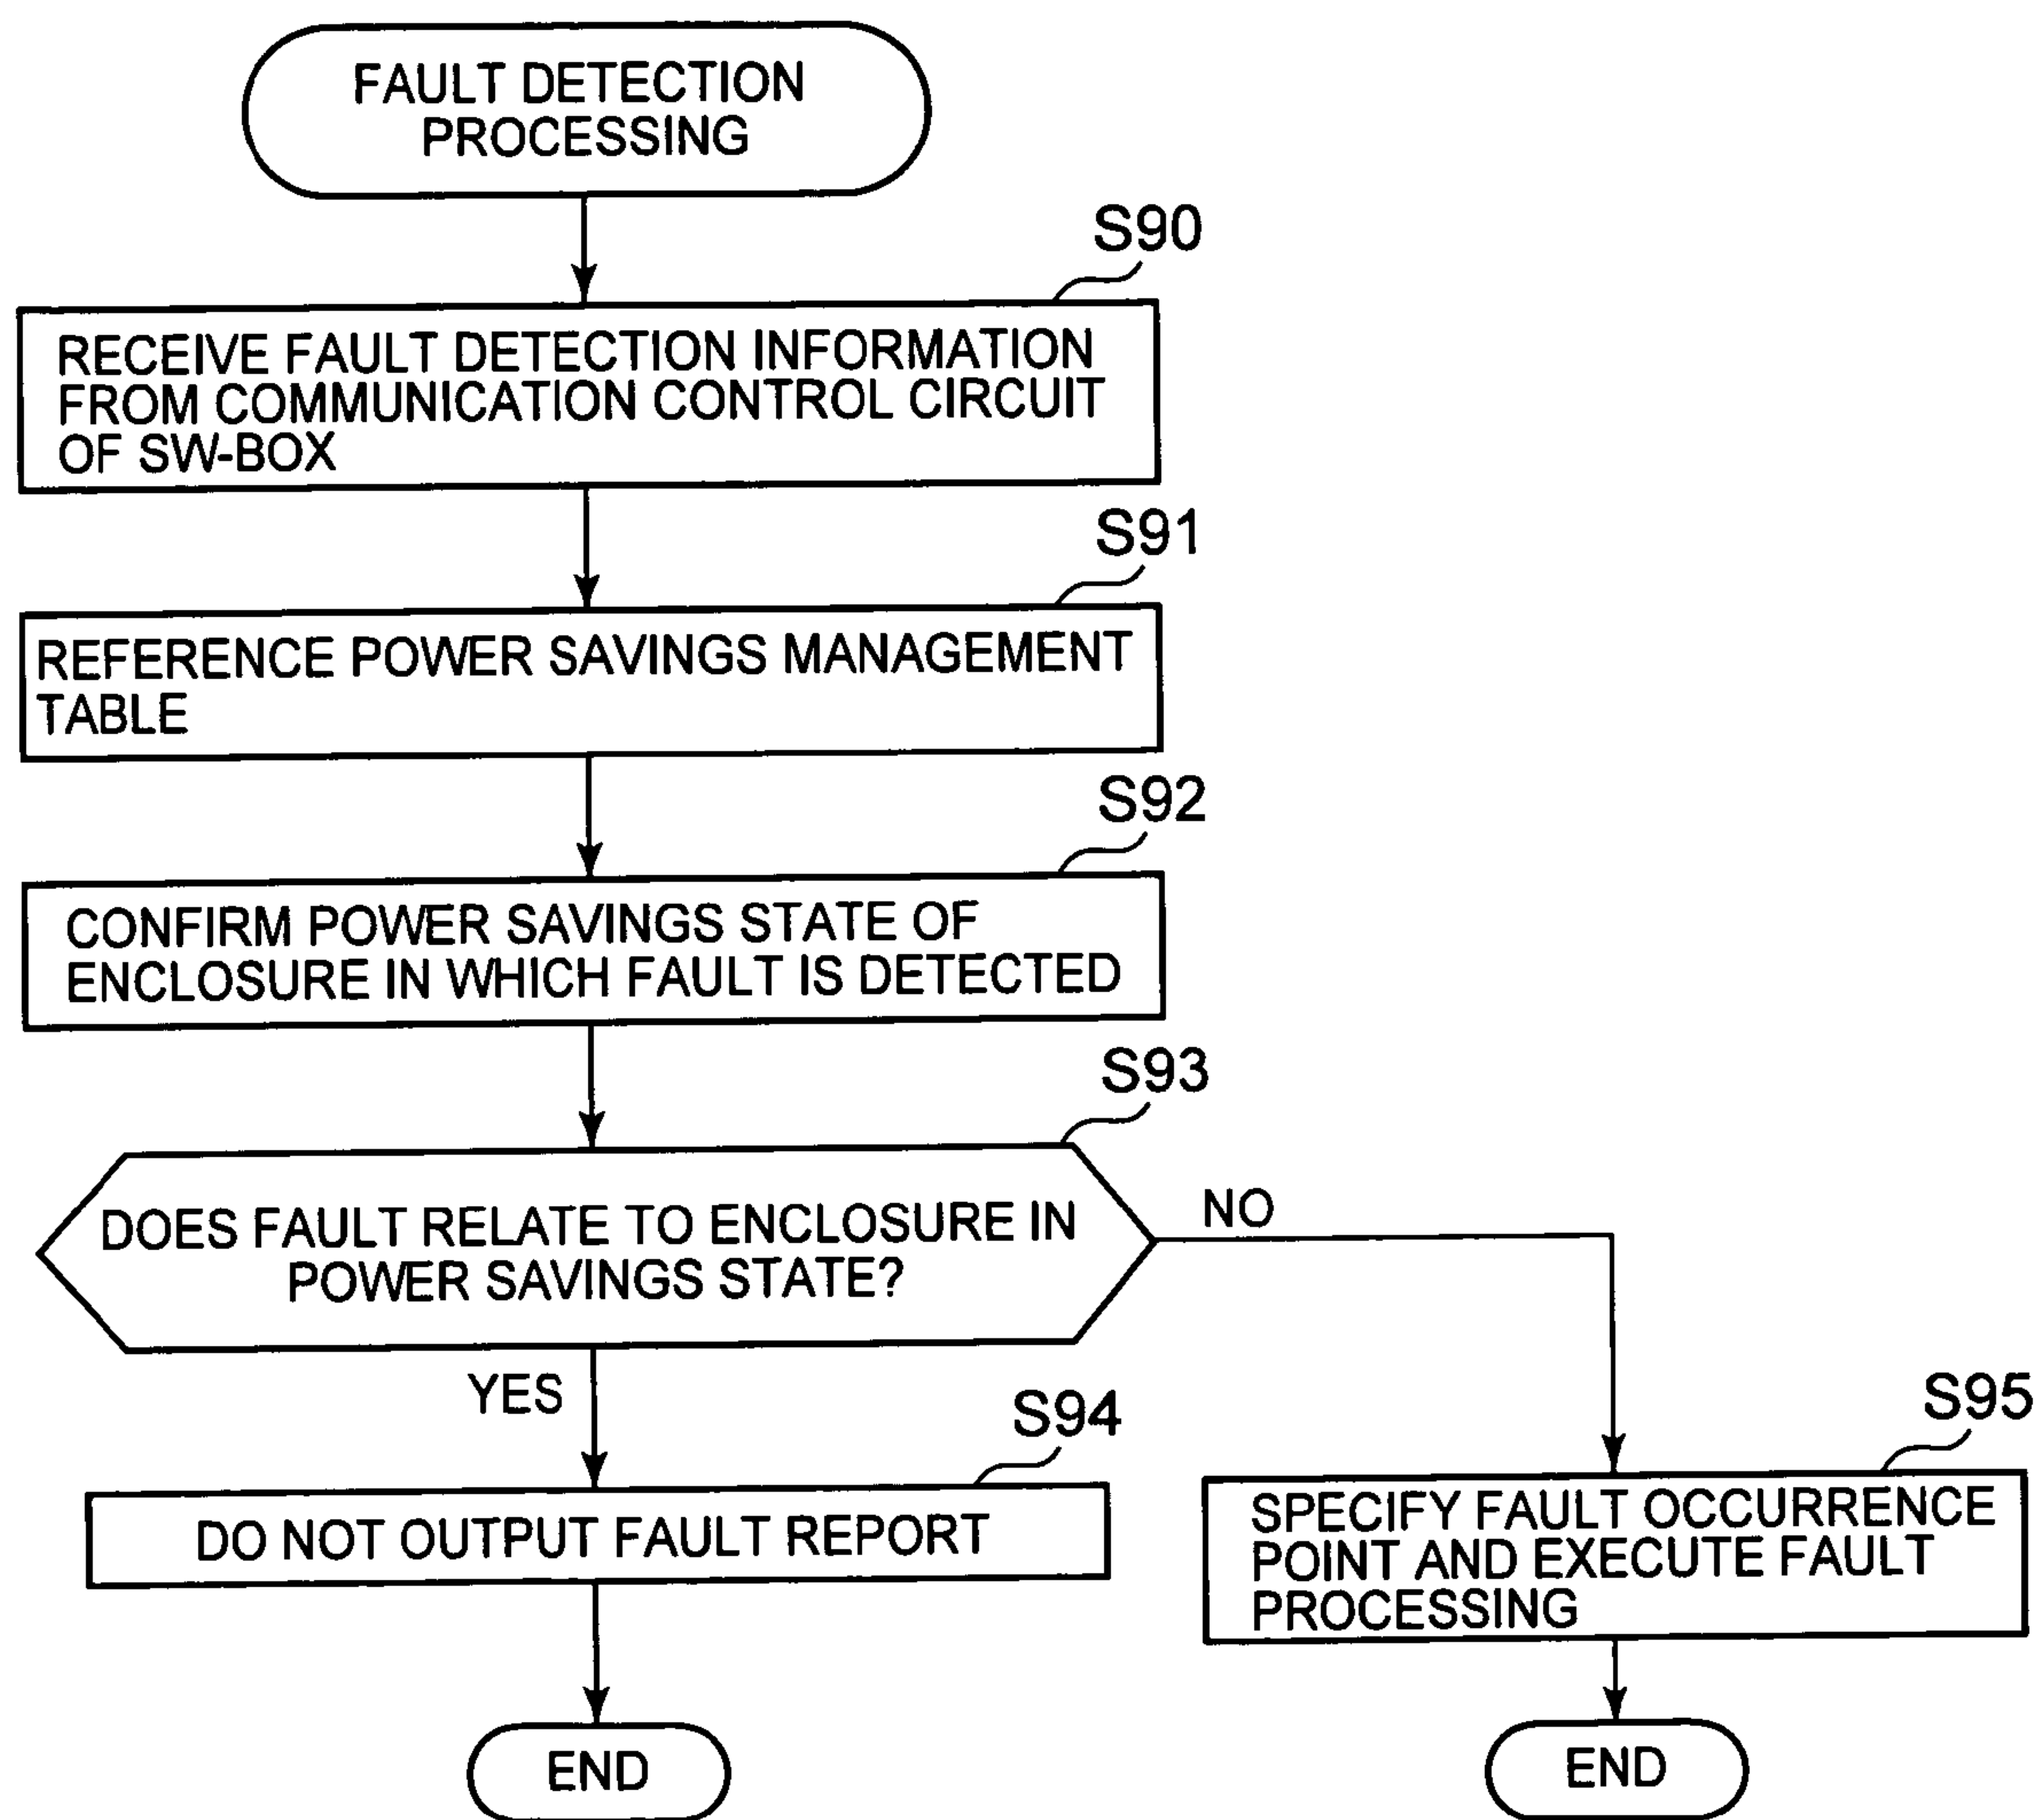 FAULT DETECTION
PROCESSING
S90
RECEIVE FAULT DETECTION INFORMATION
FROM COMMUNICATION CONTROL CIRCUIT
OF SW-BOX
S91
REFERENCE POWER SAVINGS MANAGEMENT
TABLE
S92
CONFIRM POWER SAVINGS STATE OF
ENCLOSURE IN WHICH FAULT IS DETECTED
S93
DOES FAULT RELATE TO ENCLOSURE IN
POWER SAVINGS STATE?
NO
YES
S94
DO NOT OUTPUT FAULT REPORT
END
S95
SPECIFY FAULT OCCURRENCE
POINT AND EXECUTE FAULT
PROCESSING
END